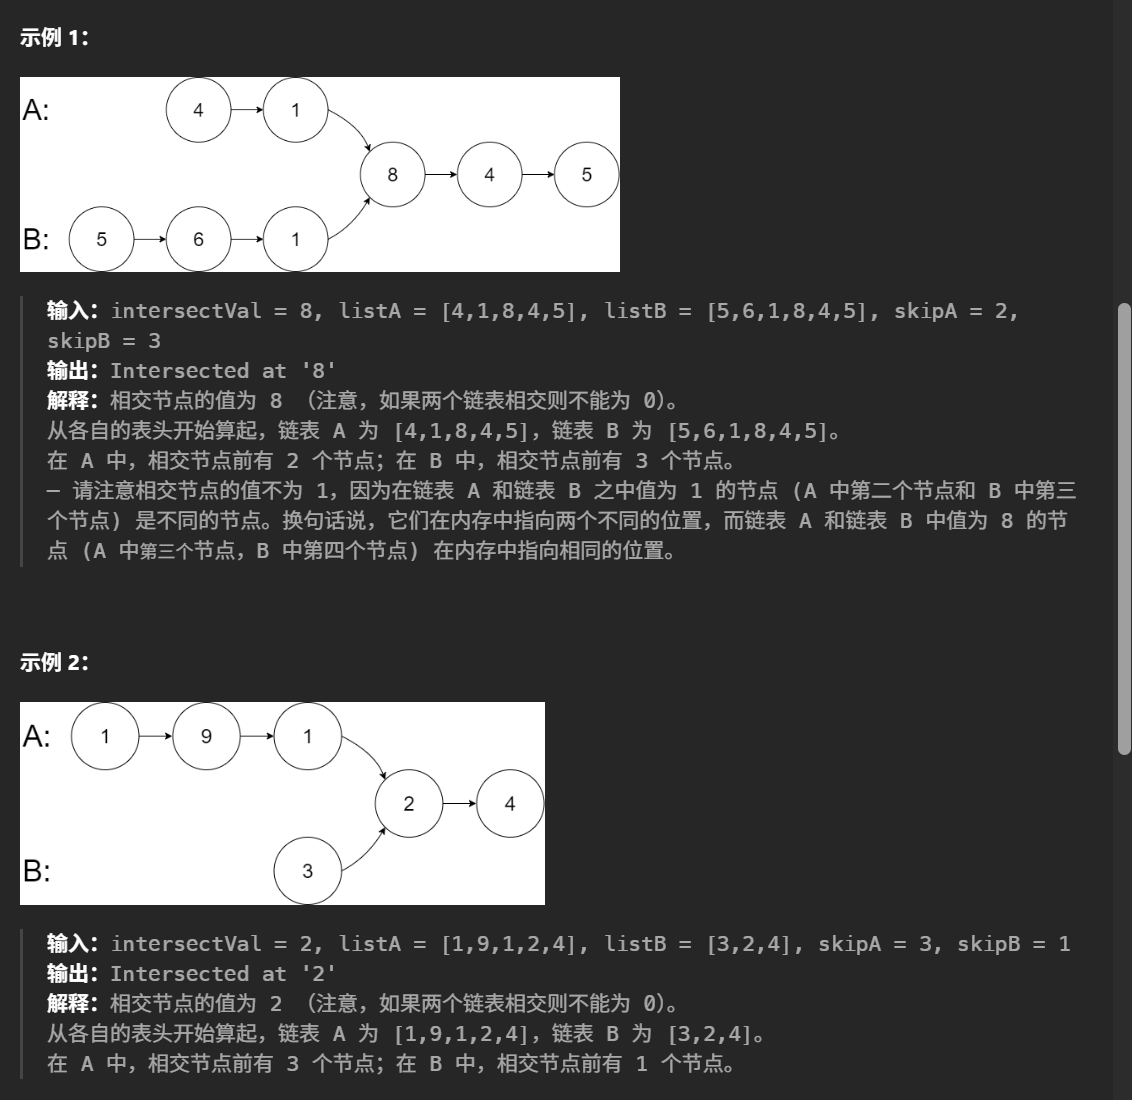 示例 1：
A:
4
1
8
4
5
B:
5
6
1
输入：intersectVal = 8, listA = [4,1,8,4,5], listB = [5,6,1,8,4,5], skipA = 2,
skipB = 3
输出：Intersected at '8'
解释：相交节点的值为 8 （注意，如果两个链表相交则不能为 0）。
从各自的表头开始算起，链表 A 为 [4,1,8,4,5]，链表 B 为 [5,6,1,8,4,5]。
在 A 中，相交节点前有 2 个节点；在 B 中，相交节点前有 3 个节点。
— 请注意相交节点的值不为 1，因为在链表 A 和链表 B 之中值为 1 的节点 (A 中第二个节点和 B 中第三
个节点) 是不同的节点。换句话说，它们在内存中指向两个不同的位置，而链表 A 和链表 B 中值为 8 的节
点 (A 中第三个节点，B 中第四个节点) 在内存中指向相同的位置。
示例 2：
A:
1
9
1
2
4
B:
3
输入：intersectVal = 2, listA = [1,9,1,2,4], listB = [3,2,4], skipA = 3, skipB = 1
输出：Intersected at '2'
解释：相交节点的值为 2 （注意，如果两个链表相交则不能为 0）。
从各自的表头开始算起，链表 A 为 [1,9,1,2,4]，链表 B 为 [3,2,4]。
在 A 中，相交节点前有 3 个节点；在 B 中，相交节点前有 1 个节点。